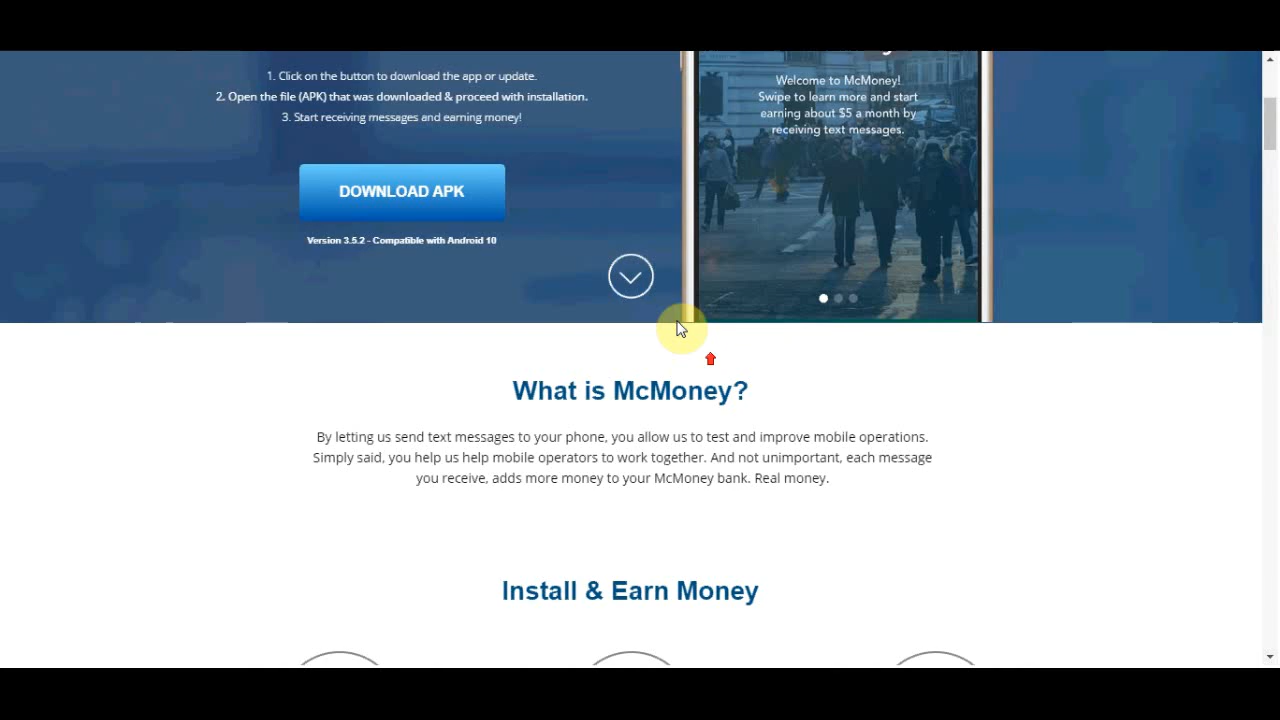 1. Click on the button to download the app or update.
2. Open the file (APK) that was downloaded & proceed with installation.
3. Start receiving messages and earning money!
DOWNLOAD APK
Version 3.5.2 - Compatible with Android 10
Welcome to McMoney!
Swipe to learn more and start
earning about $5 a month by
receiving text messages.
What is McMoney?
By letting us send text messages to your phone, you allow us to test and improve mobile operations.
Simply said, you help us help mobile operators to work together. And not unimportant, each message
you receive, adds more money to your McMoney bank. Real money.
Install & Earn Money